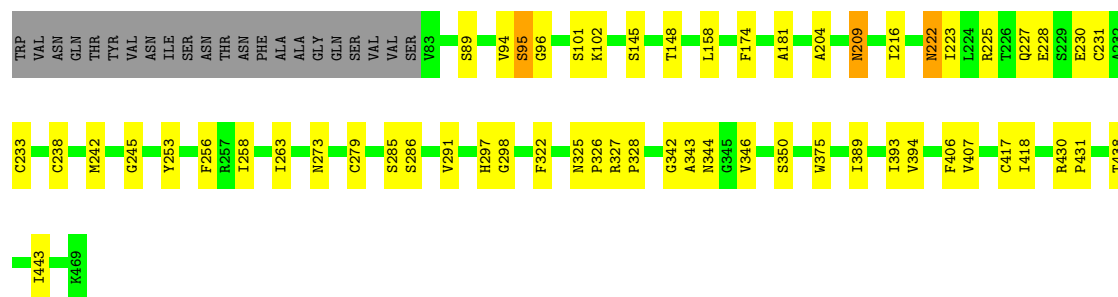 TRP VAL ASN GLN THR TYR VAL ASN ILE SER ASN THR ASN PHE ALA ALA GLY GLN SER VAL VAL SER V83 S89 V94 S95 G96 S101 K102 S145 T148 L158 F174 A181 A204 N209 I216 N222 I223 L224 R225 T226 Q227 E228 S229 E230 C231 A232
C233 C238 M242 G245 Y253 F256 R257 I258 I263 N273 C279 S285 S286 V291 H297 G298 F322 N325 P326 R327 P328 G342 A343 N344 G345 V346 S350 W375 I389 I393 V394 F406 V407 C417 I418 R430 P431 T438
I443 K469